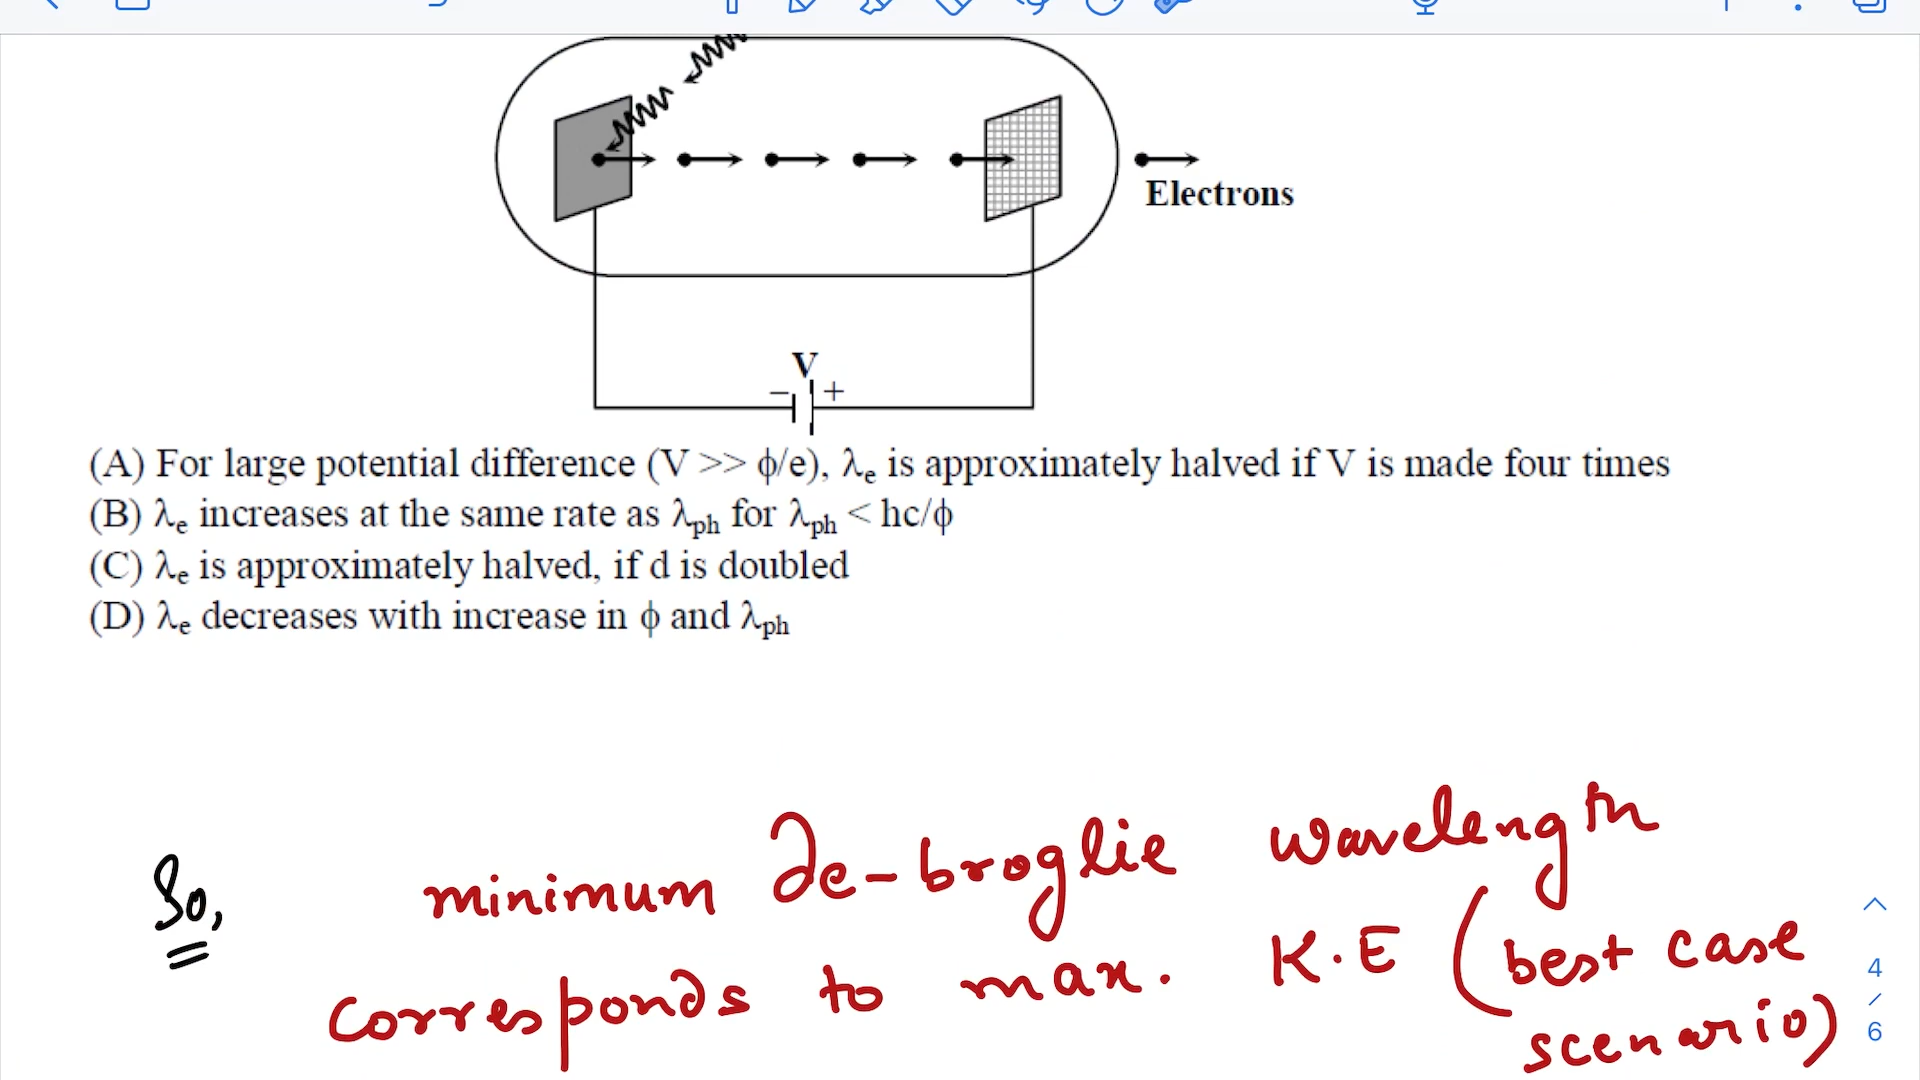 Electrons
V
− +
(A) For large potential difference (V >> ϕ/e), λₑ is approximately halved if V is made four times
(B) λₑ increases at the same rate as λₚₕ for λₚₕ < hc/ϕ
(C) λₑ is approximately halved, if d is doubled
(D) λₑ decreases with increase in ϕ and λₚₕ
So, minimum De-broglie wavelength
corresponds to max. K.E (best case
scenario)
4
/
6